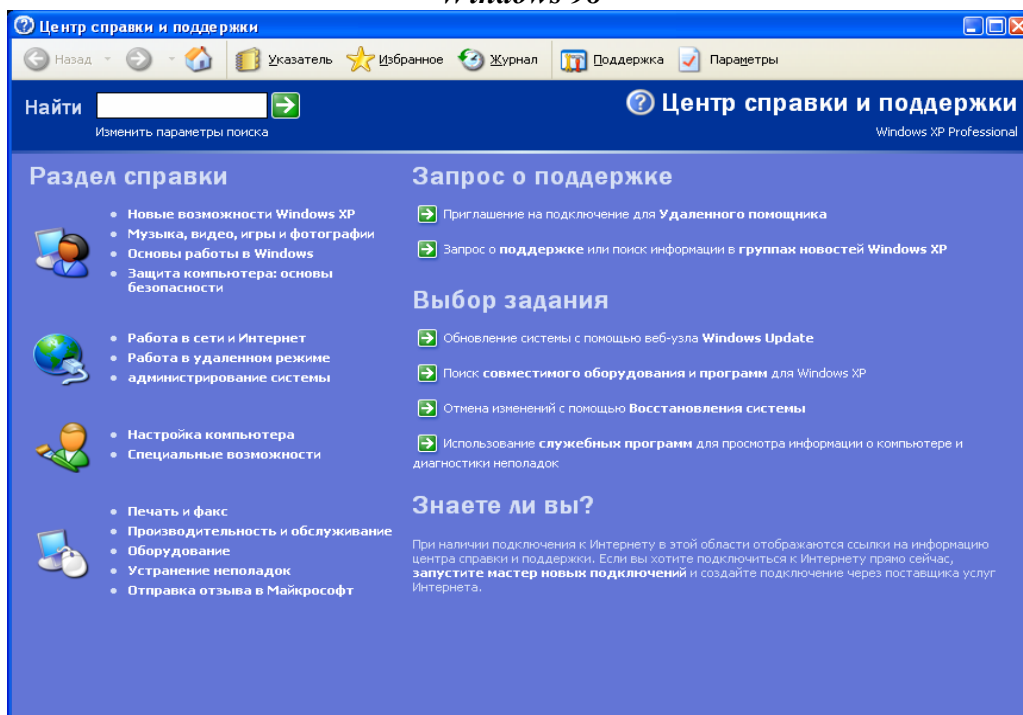 Windows 98
Центр справки и поддержки
Назад Указатель Избранное Журнал Поддержка Параметры
Найти
Изменить параметры поиска
Центр справки и поддержки
Windows XP Professional
Раздел справки
Новые возможности Windows XP
Музыка, видео, игры и фотографии
Основы работы в Windows
Защита компьютера: основы
безопасности
Работа в сети и Интернет
Работа в удаленном режиме
администрирование системы
Настройка компьютера
Специальные возможности
Печать и факс
Производительность и обслуживание
Оборудование
Устранение неполадок
Отправка отзыва в Майкрософт
Запрос о поддержке
Приглашение на подключение для Удаленного помощника
Запрос о поддержке или поиск информации в группах новостей Windows XP
Выбор задания
Обновление системы с помощью веб-узла Windows Update
Поиск совместимого оборудования и программ для Windows XP
Отмена изменений с помощью Восстановления системы
Использование служебных программ для просмотра информации о компьютере и
диагностики неполадок
Знаете ли вы?
При наличии подключения к Интернету в этой области отображаются ссылки на информацию
центра справки и поддержки. Если вы хотите подключиться к Интернету прямо сейчас,
запустите мастер новых подключений и создайте подключение через поставщика услуг
Интернета.